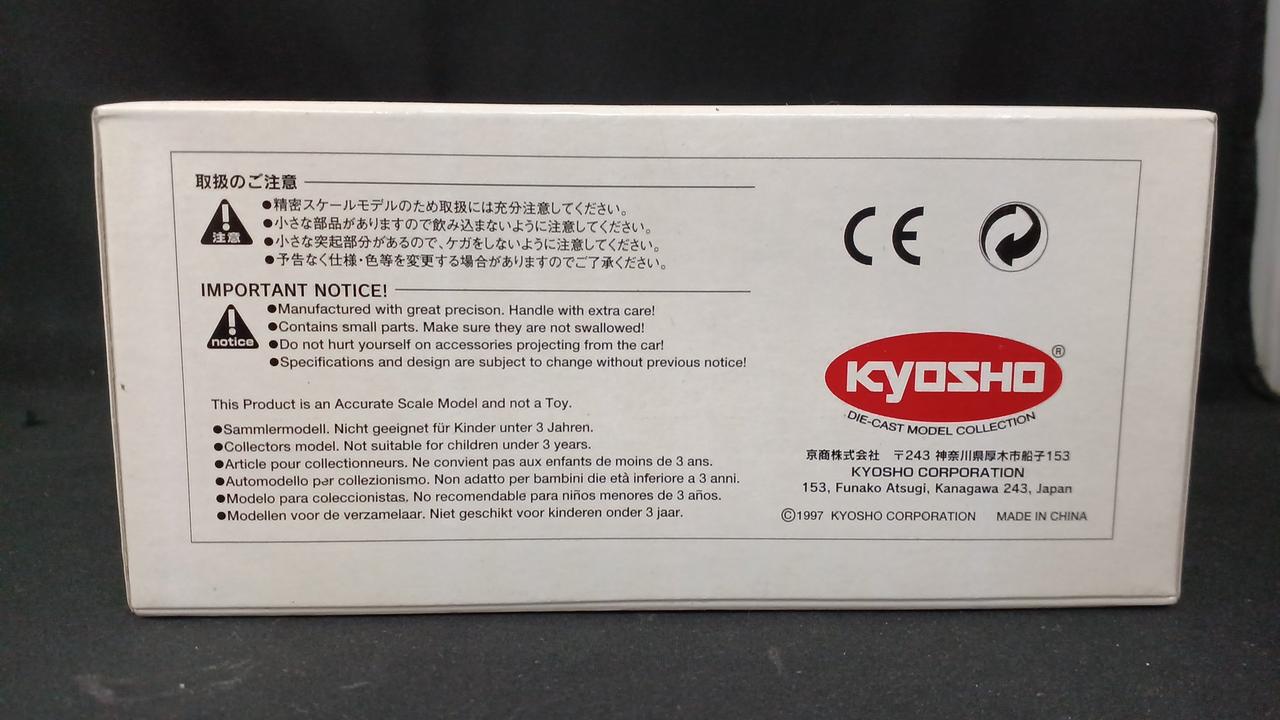 取扱のご注意
注意
●精密スケールモデルのため取扱には充分注意してください。
●小さな部品がありますので飲み込まないように注意してください。
●小さな突起部分があるので、ケガをしないように注意してください。
●予告なく仕様・色等を変更する場合がありますのでご了承ください。
IMPORTANT NOTICE!
notice
●Manufactured with great precison. Handle with extra care!
●Contains small parts. Make sure they are not swallowed!
●Do not hurt yourself on accessories projecting from the car!
●Specifications and design are subject to change without previous notice!
This Product is an Accurate Scale Model and not a Toy.
●Sammlermodell. Nicht geeignet für Kinder unter 3 Jahren.
●Collectors model. Not suitable for children under 3 years.
●Article pour collectionneurs. Ne convient pas aux enfants de moins de 3 ans.
●Automodello per collezionismo. Non adatto per bambini die età inferiore a 3 anni.
●Modelo para coleccionistas. No recomendable para niños menores de 3 años.
●Modellen voor de verzamelaar. Niet geschikt voor kinderen onder 3 jaar.
CE
KYOSHO®
DIE-CAST MODEL COLLECTION
京商株式会社 〒243 神奈川県厚木市船子153
KYOSHO CORPORATION
153, Funako Atsugi, Kanagawa 243, Japan
©1997 KYOSHO CORPORATION MADE IN CHINA